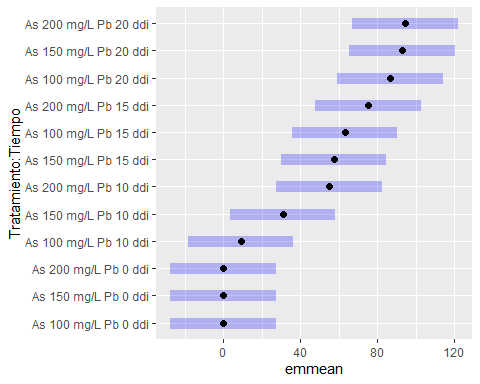 As 200 mg/L Pb 20 ddi
As 150 mg/L Pb 20 ddi
As 100 mg/L Pb 20 ddi
As 200 mg/L Pb 15 ddi
As 100 mg/L Pb 15 ddi
As 150 mg/L Pb 15 ddi
As 200 mg/L Pb 10 ddi
As 150 mg/L Pb 10 ddi
As 100 mg/L Pb 10 ddi
As 200 mg/L Pb 0 ddi
As 150 mg/L Pb 0 ddi
As 100 mg/L Pb 0 ddi
Tratamiento:Tiempo
0 40 80 120
emmean